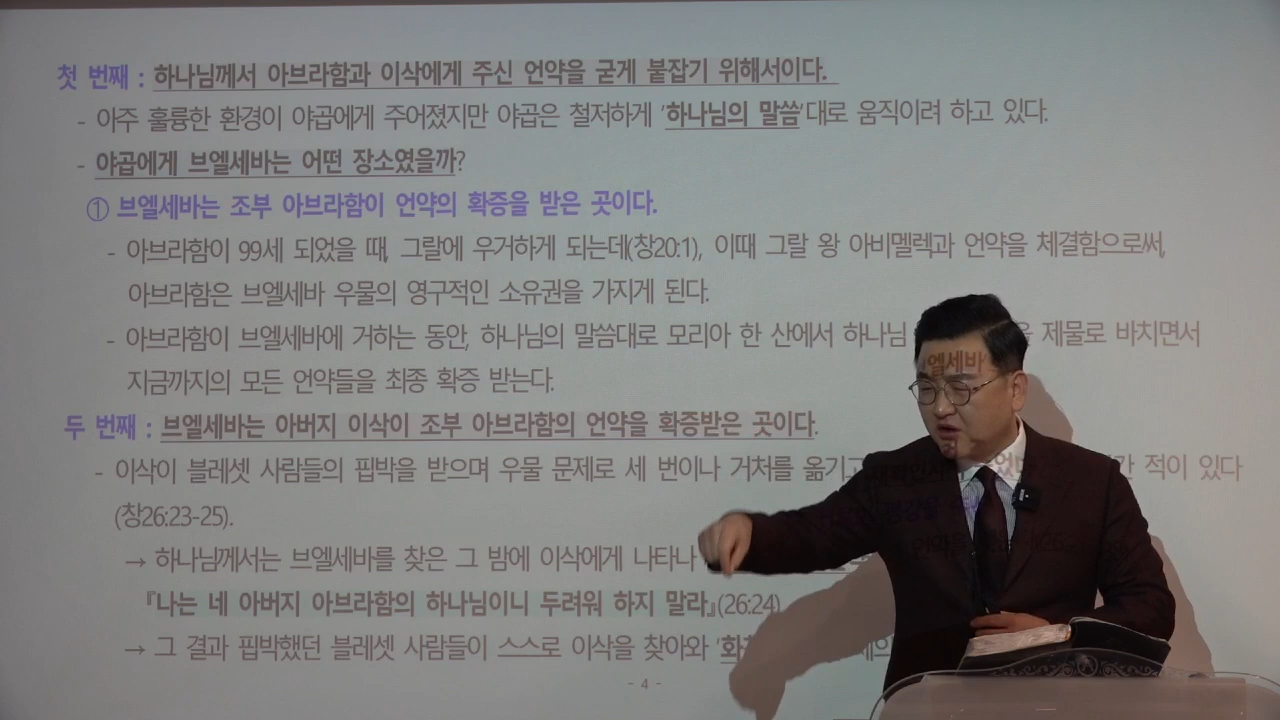 첫 번째 : 하나님께서 아브라함과 이삭에게 주신 언약을 굳게 붙잡기 위해서이다.
- 아주 훌륭한 환경이 야곱에게 주어졌지만 야곱은 철저하게 '하나님의 말씀'대로 움직이려 하고 있다.
- 야곱에게 브엘세바는 어떤 장소였을까?
① 브엘세바는 조부 아브라함이 언약의 확증을 받은 곳이다.
- 아브라함이 99세 되었을 때, 그랄에 우거하게 되는데(창20:1), 이때 그랄 왕 아비멜렉과 언약을 체결함으로써,
아브라함은 브엘세바 우물의 영구적인 소유권을 가지게 된다.
- 아브라함이 브엘세바에 거하는 동안, 하나님의 말씀대로 모리아 한 산에서 하나님 제물로 바치면서
지금까지의 모든 언약들을 최종 확증 받는다.
두 번째 : 브엘세바는 아버지 이삭이 조부 아브라함의 언약을 확증받은 곳이다.
- 이삭이 블레셋 사람들의 핍박을 받으며 우물 문제로 세 번이나 거처를 옮기고 적이 있다
(창26:23-25).
→ 하나님께서는 브엘세바를 찾은 그 밤에 이삭에게 나타나
『나는 네 아버지 아브라함의 하나님이니 두려워 하지 말라』(26:24)
→ 그 결과 핍박했던 블레셋 사람들이 스스로 이삭을 찾아와
- 4 -